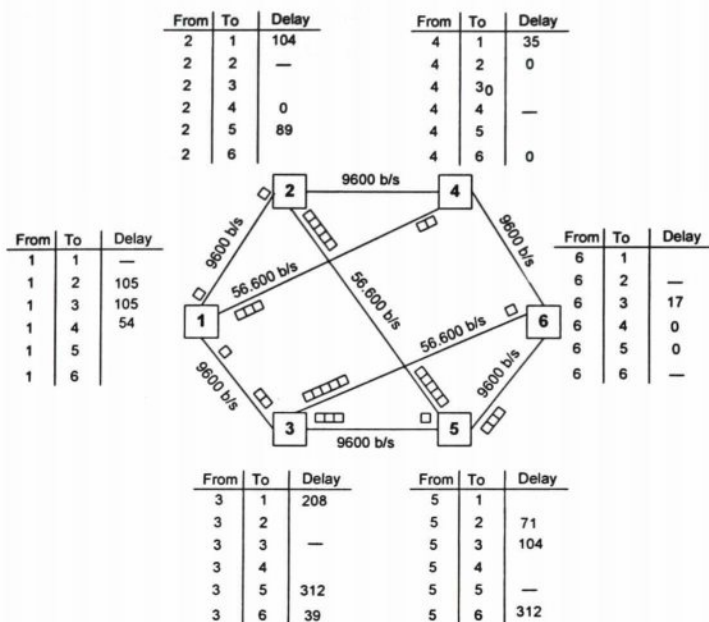 From To Delay
2 1 104
2 2 —
2 3
2 4 0
2 5 89
2 6
From To Delay
4 1 35
4 2 0
4 3 0
4 4 —
4 5
4 6 0
2
9600 b/s
4
From To Delay
1 1 —
1 2 105
1 3 105
1 4 54
1 5
1 6
9600 b/s
56.600 b/s
56.600 b/s
9600 b/s
From To Delay
6 1
6 2 —
6 3 17
6 4 0
6 5 0
6 6 —
1
56.600 b/s
6
9600 b/s
9600 b/s
3
9600 b/s
5
From To Delay
3 1 208
3 2
3 3 —
3 4
3 5 312
3 6 39
From To Delay
5 1
5 2 71
5 3 104
5 4
5 5 —
5 6 312